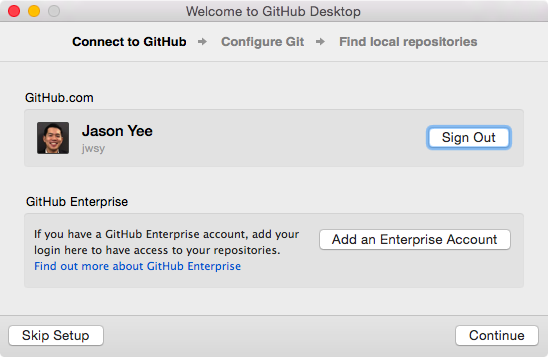 Welcome to GitHub Desktop
Connect to GitHub → Configure Git → Find local repositories
GitHub.com
Jason Yee
jwsy
Sign Out
GitHub Enterprise
If you have a GitHub Enterprise account, add your
login here to have access to your repositories.
Find out more about GitHub Enterprise
Add an Enterprise Account
Skip Setup
Continue